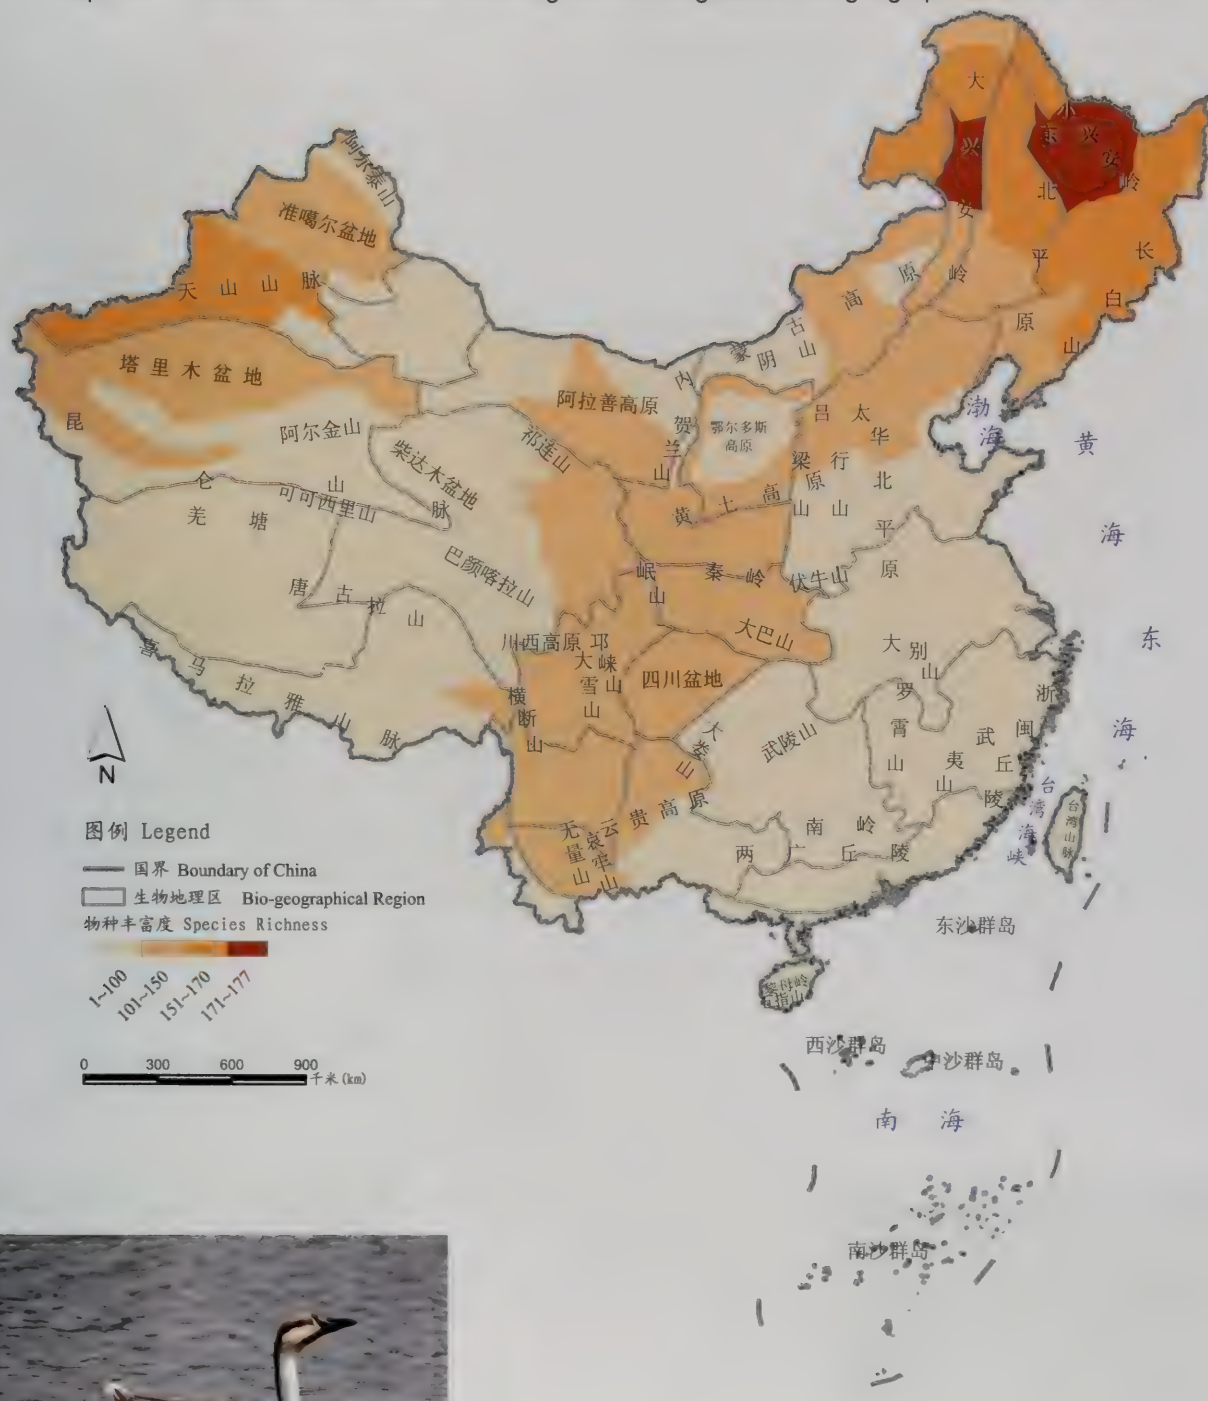 大
兴
安
岭
小
兴
安
岭
东
北
平
原
长
白
山
阿尔泰山
准噶尔盆地
天山山脉
塔里木盆地
昆
仑
山
脉
阿尔金山
柴达木盆地
祁连山
阿拉善高原
内
蒙
古
高
原
阴
山
贺
兰
山
鄂尔多斯
高原
吕
梁
山
太
行
山
华
北
平
原
渤
海
黄
海
东
海
可可西里山
羌塘
黄土高原
巴颜喀拉山
唐古拉山
岷
山
秦岭
伏牛山
大巴山
川西高原
邛
崃
山
大
雪
山
四川盆地
喜马拉雅山脉
横
断
山
大
娄
山
武陵山
大
别
山
罗
霄
山
武
夷
山
浙
闽
丘
陵
云贵高原
无
量
山
哀
牢
山
南岭
两广丘陵
台
湾
海
峡
台
湾
山
脉
N
图例 Legend
国界 Boundary of China
生物地理区 Bio-geographical Region
物种丰富度 Species Richness
1~100
101~150
151~170
171~177
0 300 600 900
千米(km)
东沙群岛
黎母岭
五指山
西沙群岛
中沙群岛
南海
南沙群岛